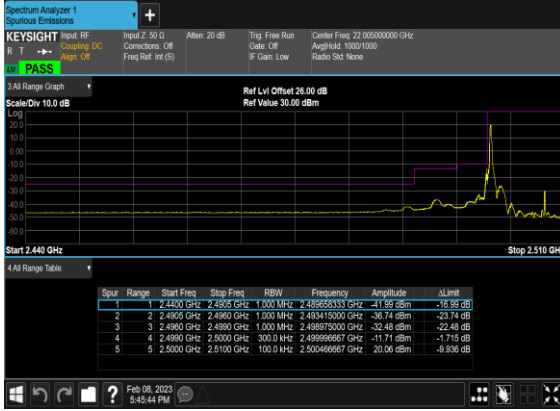 Spectrum Analyzer 1
Spurious Emissions
KEYSIGHT Input: RF Input Z: 50 Ω Atten: 20 dB Trig: Free Run Center Freq: 22.005000000 GHz
R T Coupling: DC Corrections: Off Gate: Off Avg|Hold: 1000/1000
Align: Off Freq Ref: Int (S) IF Gain: Low Radio Std: None
PASS
3 All Range Graph
Ref Lvl Offset 26.00 dB
Scale/Div 10.0 dB Ref Value 30.00 dBm
Log
20.0
10.0
0.00
-10.0
-20.0
-30.0
-40.0
-50.0
-60.0
Start 2.440 GHz Stop 2.510 GH
4 All Range Table
Spur Range Start Freq Stop Freq RBW Frequency Amplitude ΔLimit
1 1 2.4400 GHz 2.4905 GHz 1.000 MHz 2.489658333 GHz -41.99 dBm -16.99 dB
2 2 2.4905 GHz 2.4960 GHz 1.000 MHz 2.493415000 GHz -36.74 dBm -23.74 dB
3 3 2.4960 GHz 2.4990 GHz 1.000 MHz 2.498975000 GHz -32.48 dBm -22.48 dB
4 4 2.4990 GHz 2.5000 GHz 300.0 kHz 2.499996667 GHz -11.71 dBm -1.715 dB
5 5 2.5000 GHz 2.5100 GHz 100.0 kHz 2.500466667 GHz 20.06 dBm -9.936 dB
? Feb 08, 2023
5:45:44 PM